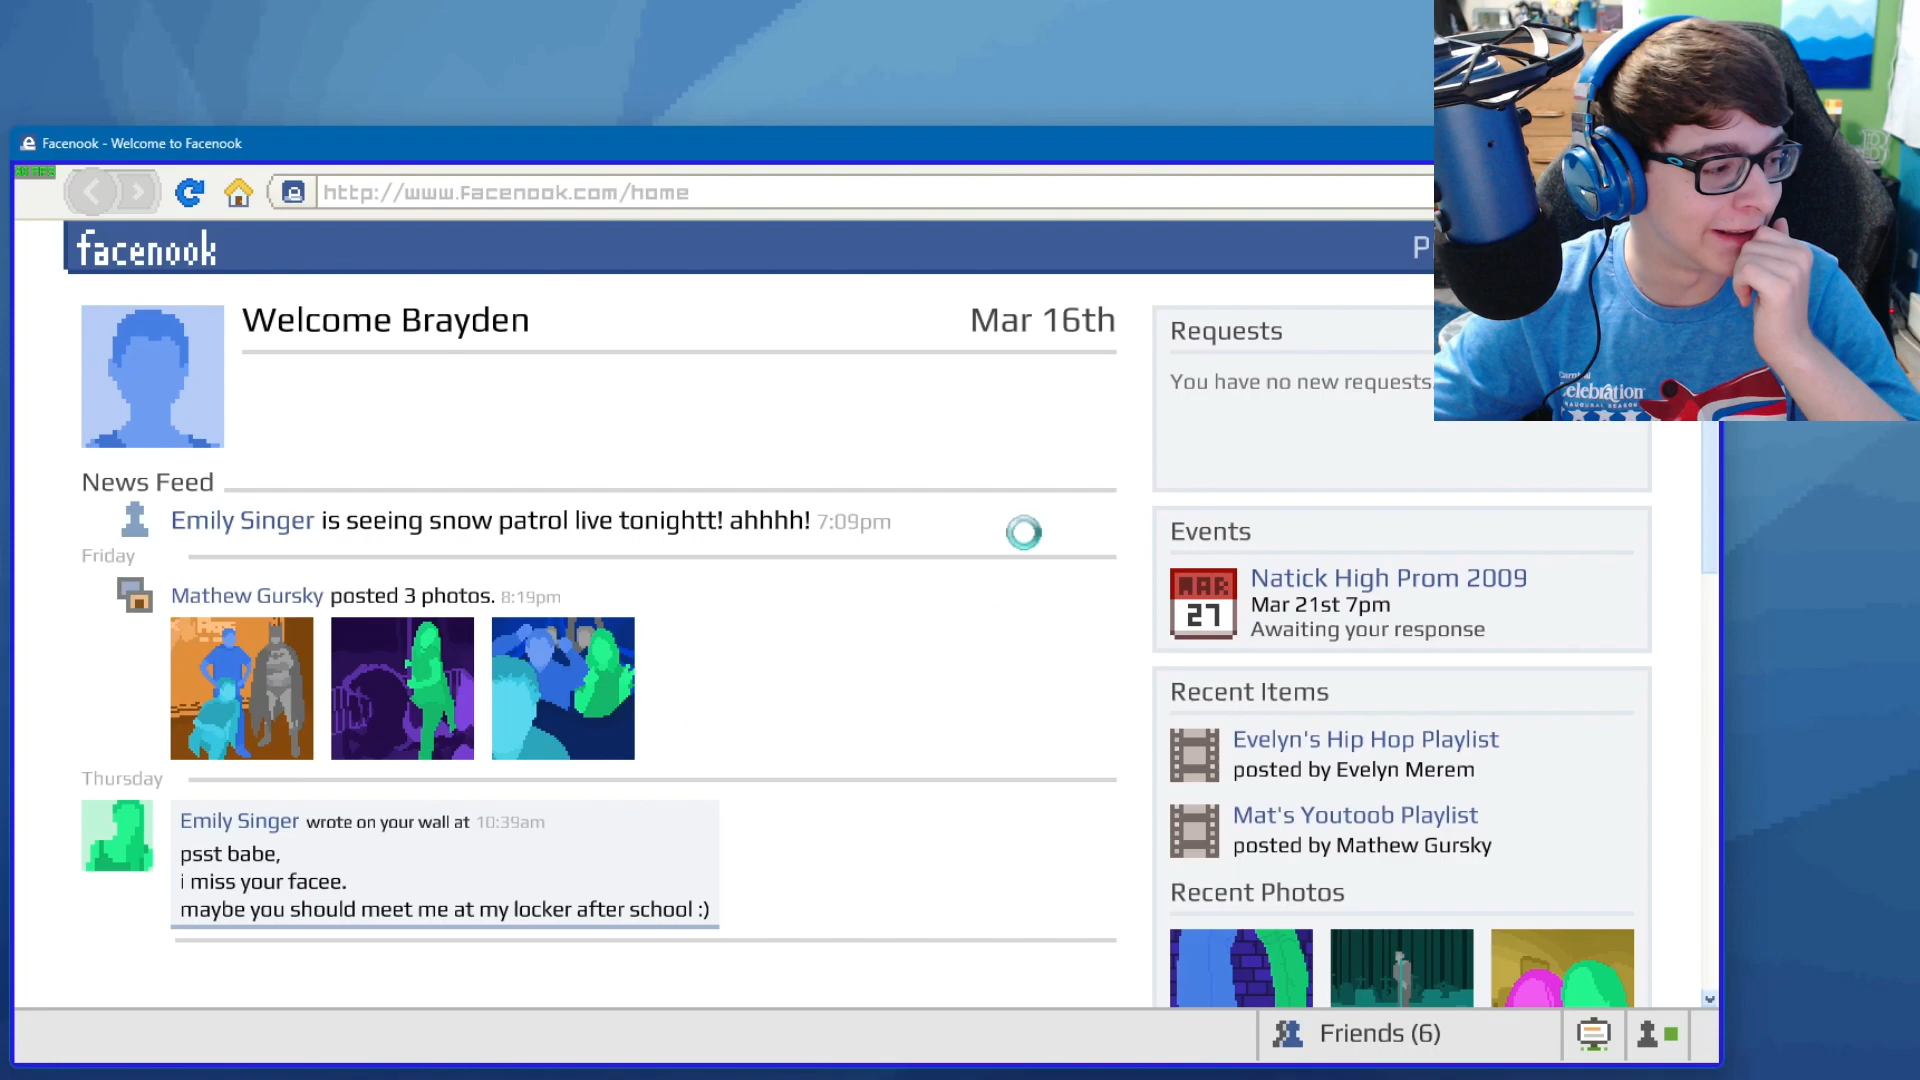 Facenook - Welcome to Facenook
http://www.Facenook.com/home
facenook
P
Welcome Brayden
Mar 16th
News Feed
Emily Singer is seeing snow patrol live tonightt! ahhhh! 7:09pm
Friday
Mathew Gursky posted 3 photos. 8:19pm
Thursday
Emily Singer wrote on your wall at 10:39am
psst babe,
i miss your facee.
maybe you should meet me at my locker after school :)
Requests
You have no new requests.
Events
MAR
27
Natick High Prom 2009
Mar 21st 7pm
Awaiting your response
Recent Items
Evelyn's Hip Hop Playlist
posted by Evelyn Merem
Mat's Youtoob Playlist
posted by Mathew Gursky
Recent Photos
Friends (6)
Carnival
Celebration
INAUGURAL SEASON